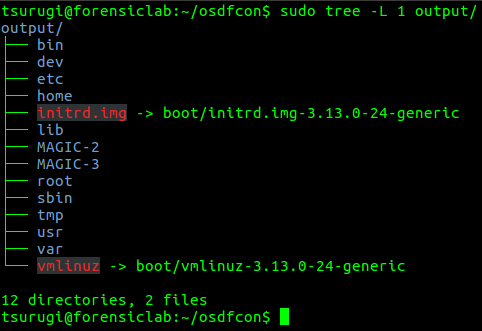 tsurugi@forensiclab:~/osdfcon$ sudo tree -L 1 output/
output/
├── bin
├── dev
├── etc
├── home
├── initrd.img -> boot/initrd.img-3.13.0-24-generic
├── lib
├── MAGIC-2
├── MAGIC-3
├── root
├── sbin
├── tmp
├── usr
├── var
└── vmlinuz -> boot/vmlinuz-3.13.0-24-generic
12 directories, 2 files
tsurugi@forensiclab:~/osdfcon$